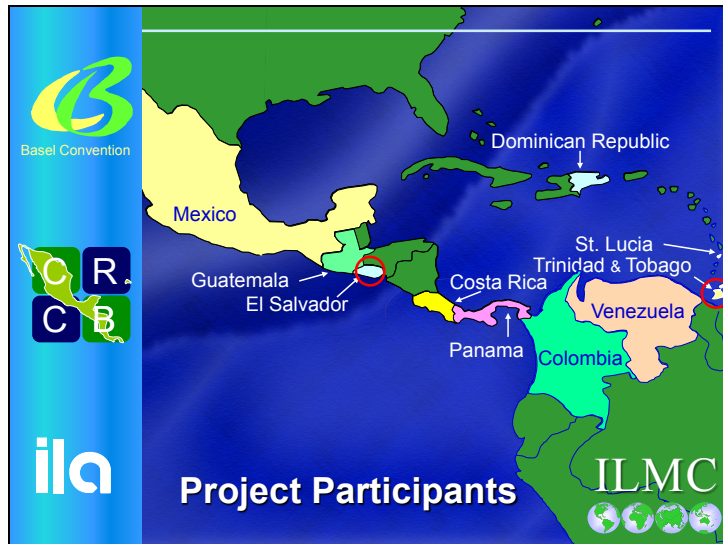 Basel Convention
C R
C B
ila
Dominican Republic
Mexico
St. Lucia
Trinidad & Tobago
Guatemala
El Salvador
Costa Rica
Venezuela
Panama
Colombia
Project Participants
ILMC